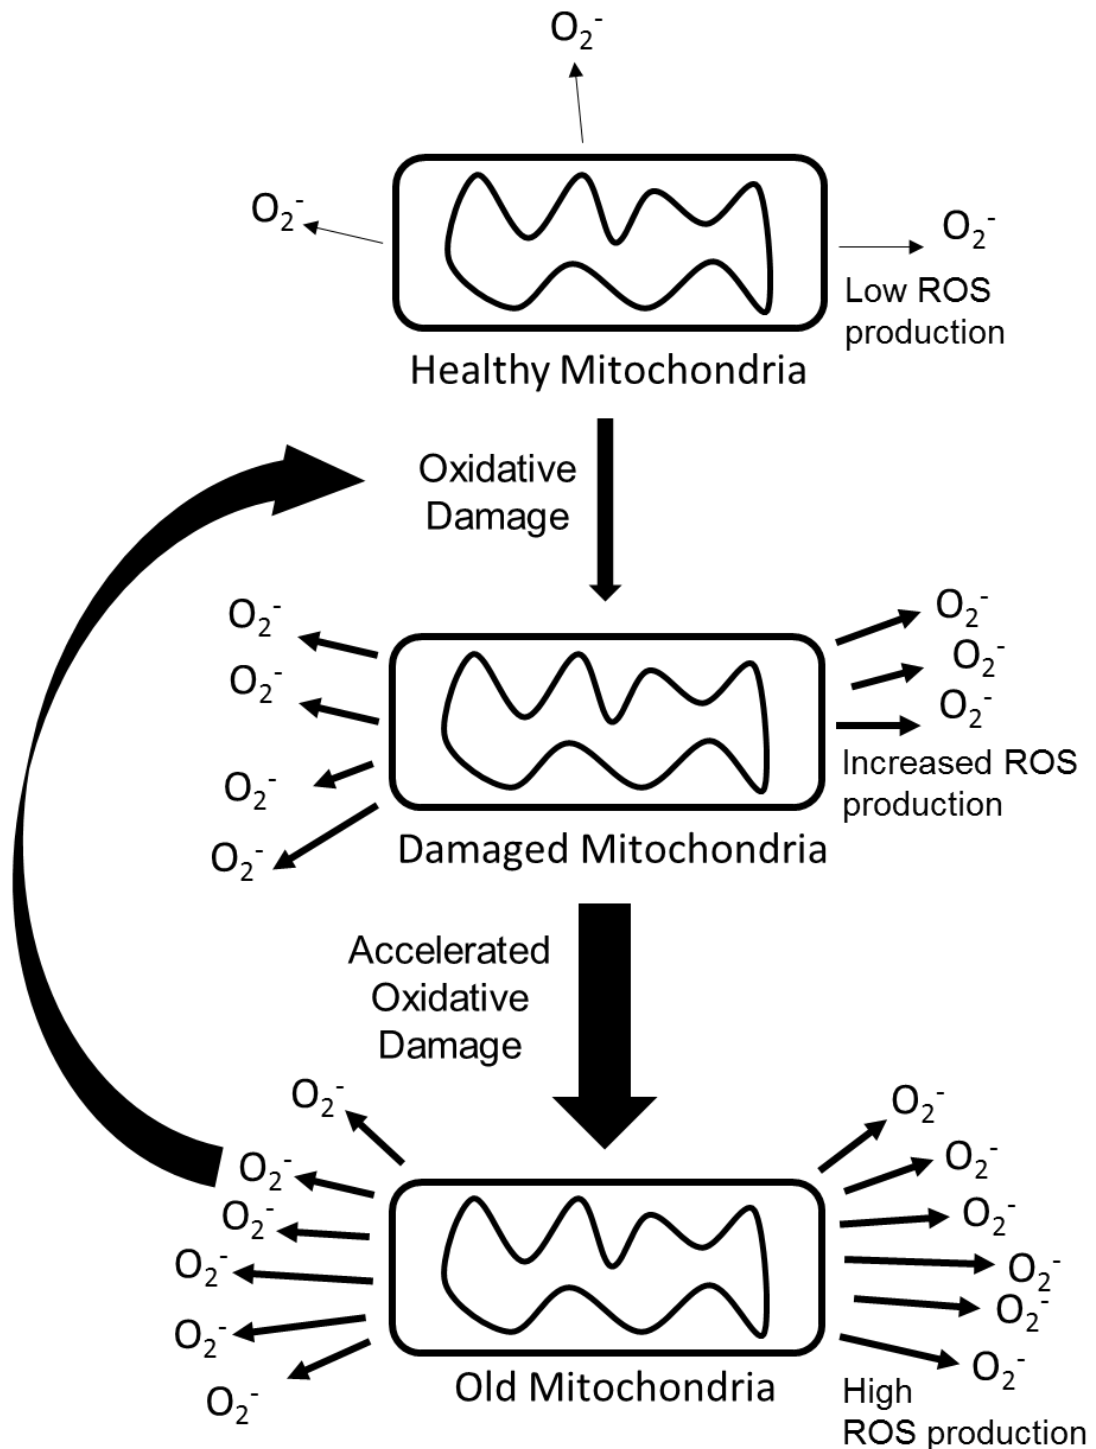 O₂⁻
O₂⁻
O₂⁻
Low ROS
production
Healthy Mitochondria
Oxidative
Damage
O₂⁻
O₂⁻
O₂⁻
O₂⁻
O₂⁻
O₂⁻
O₂⁻
Increased ROS
production
Damaged Mitochondria
Accelerated
Oxidative
Damage
O₂⁻
O₂⁻
O₂⁻
O₂⁻
O₂⁻
O₂⁻
O₂⁻
O₂⁻
O₂⁻
O₂⁻
O₂⁻
O₂⁻
Old Mitochondria
High
ROS production